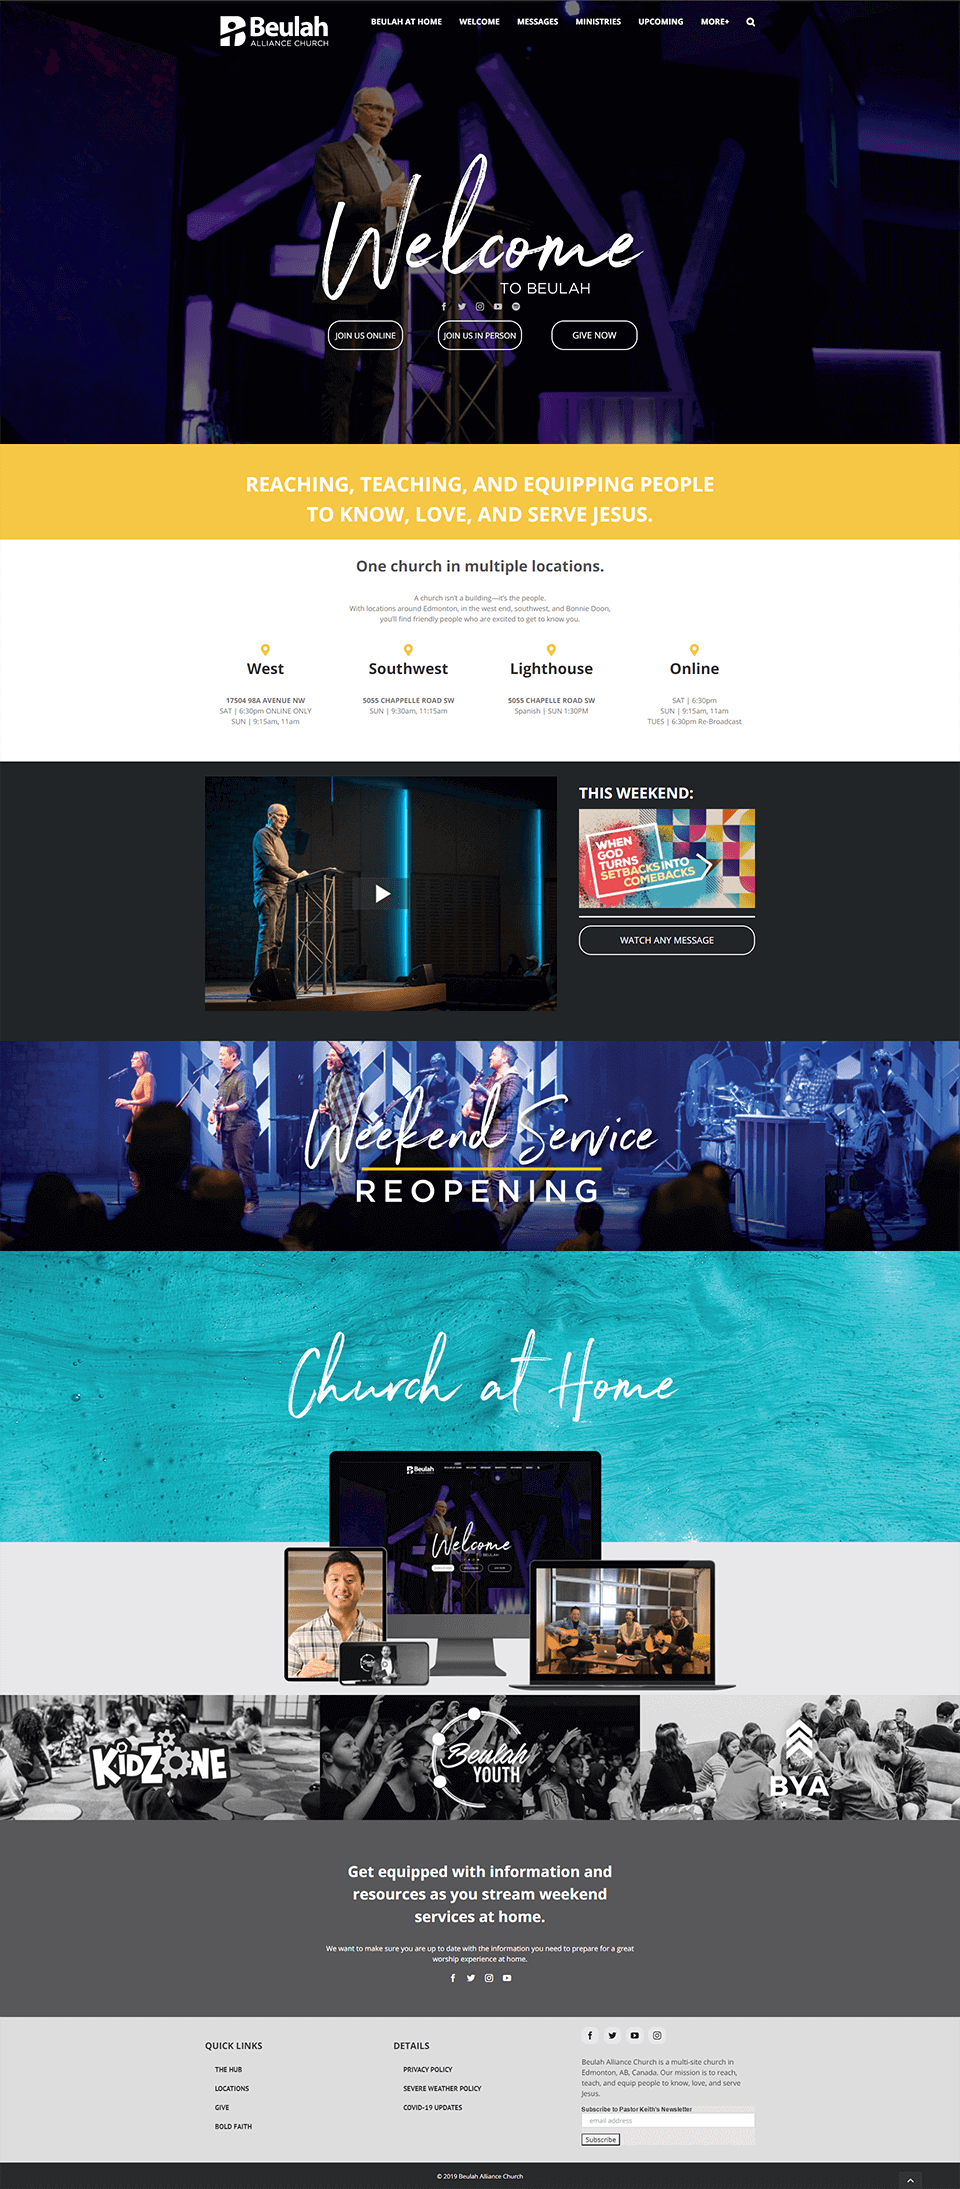 Beulah
ALLIANCE CHURCH
BEULAH AT HOME WELCOME MESSAGES MINISTRIES UPCOMING MORE+
Welcome
TO BEULAH
JOIN US ONLINE JOIN US IN PERSON GIVE NOW
REACHING, TEACHING, AND EQUIPPING PEOPLE
TO KNOW, LOVE, AND SERVE JESUS.
One church in multiple locations.
A church isn't a building—it's the people.
With locations around Edmonton, in the west end, southwest, and Bonnie Doon,
you'll find friendly people who are excited to get to know you.
West
17504 98A AVENUE NW
SAT | 6:30pm ONLINE ONLY
SUN | 9:15am, 11am
Southwest
5055 CHAPPELLE ROAD SW
SUN | 9:30am, 11:15am
Lighthouse
5055 CHAPELLE ROAD SW
Spanish | SUN 1:30PM
Online
SAT | 6:30pm
SUN | 9:15am, 11am
TUES | 6:30pm Re-Broadcast
THIS WEEKEND:
WHEN
GOD
TURNS
SETBACKS INTO
COMEBACKS
WATCH ANY MESSAGE
Weekend Service
REOPENING
Church at Home
Beulah
Welcome
TO BEULAH
KIDZONE
Beulah
YOUTH
BYA
Get equipped with information and
resources as you stream weekend
services at home.
We want to make sure you are up to date with the information you need to prepare for a great
worship experience at home.
QUICK LINKS
THE HUB
LOCATIONS
GIVE
BOLD FAITH
DETAILS
PRIVACY POLICY
SEVERE WEATHER POLICY
COVID-19 UPDATES
Beulah Alliance Church is a multi-site church in
Edmonton, AB, Canada. Our mission is to reach,
teach, and equip people to know, love, and serve
Jesus.
Subscribe to Pastor Keith's Newsletter
email address
Subscribe
© 2019 Beulah Alliance Church